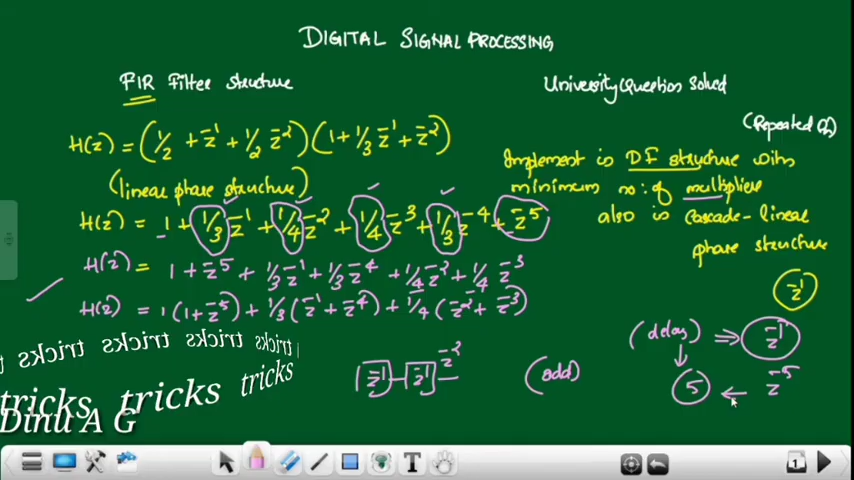 DIGITAL SIGNAL PROCESSING
FIR Filter structure
University Question Solved
H(z) = (1/2 + z⁻¹ + 1/2 z⁻²)(1 + 1/3 z⁻¹ + z⁻²)
(Repeated Q)
(linear phase structure)
Implement in DF structure with
minimum no: of multipliers
also in cascade-linear
phase structure
H(z) = 1 + 1/3 z⁻¹ + 1/4 z⁻² + 1/4 z⁻³ + 1/3 z⁻⁴ + z⁻⁵
H(z) = 1 + z⁻⁵ + 1/3 z⁻¹ + 1/3 z⁻⁴ + 1/4 z⁻² + 1/4 z⁻³
H(z) = 1(1 + z⁻⁵) + 1/3(z⁻¹ + z⁻⁴) + 1/4(z⁻² + z⁻³)
z⁻¹
(delay) ⇒ z⁻¹
↓
5 ← z⁻⁵
z⁻¹ z⁻¹ z⁻²
(odd)
tricks tricks tricks tricks
tricks tricks tricks
Dinu A G
T
1